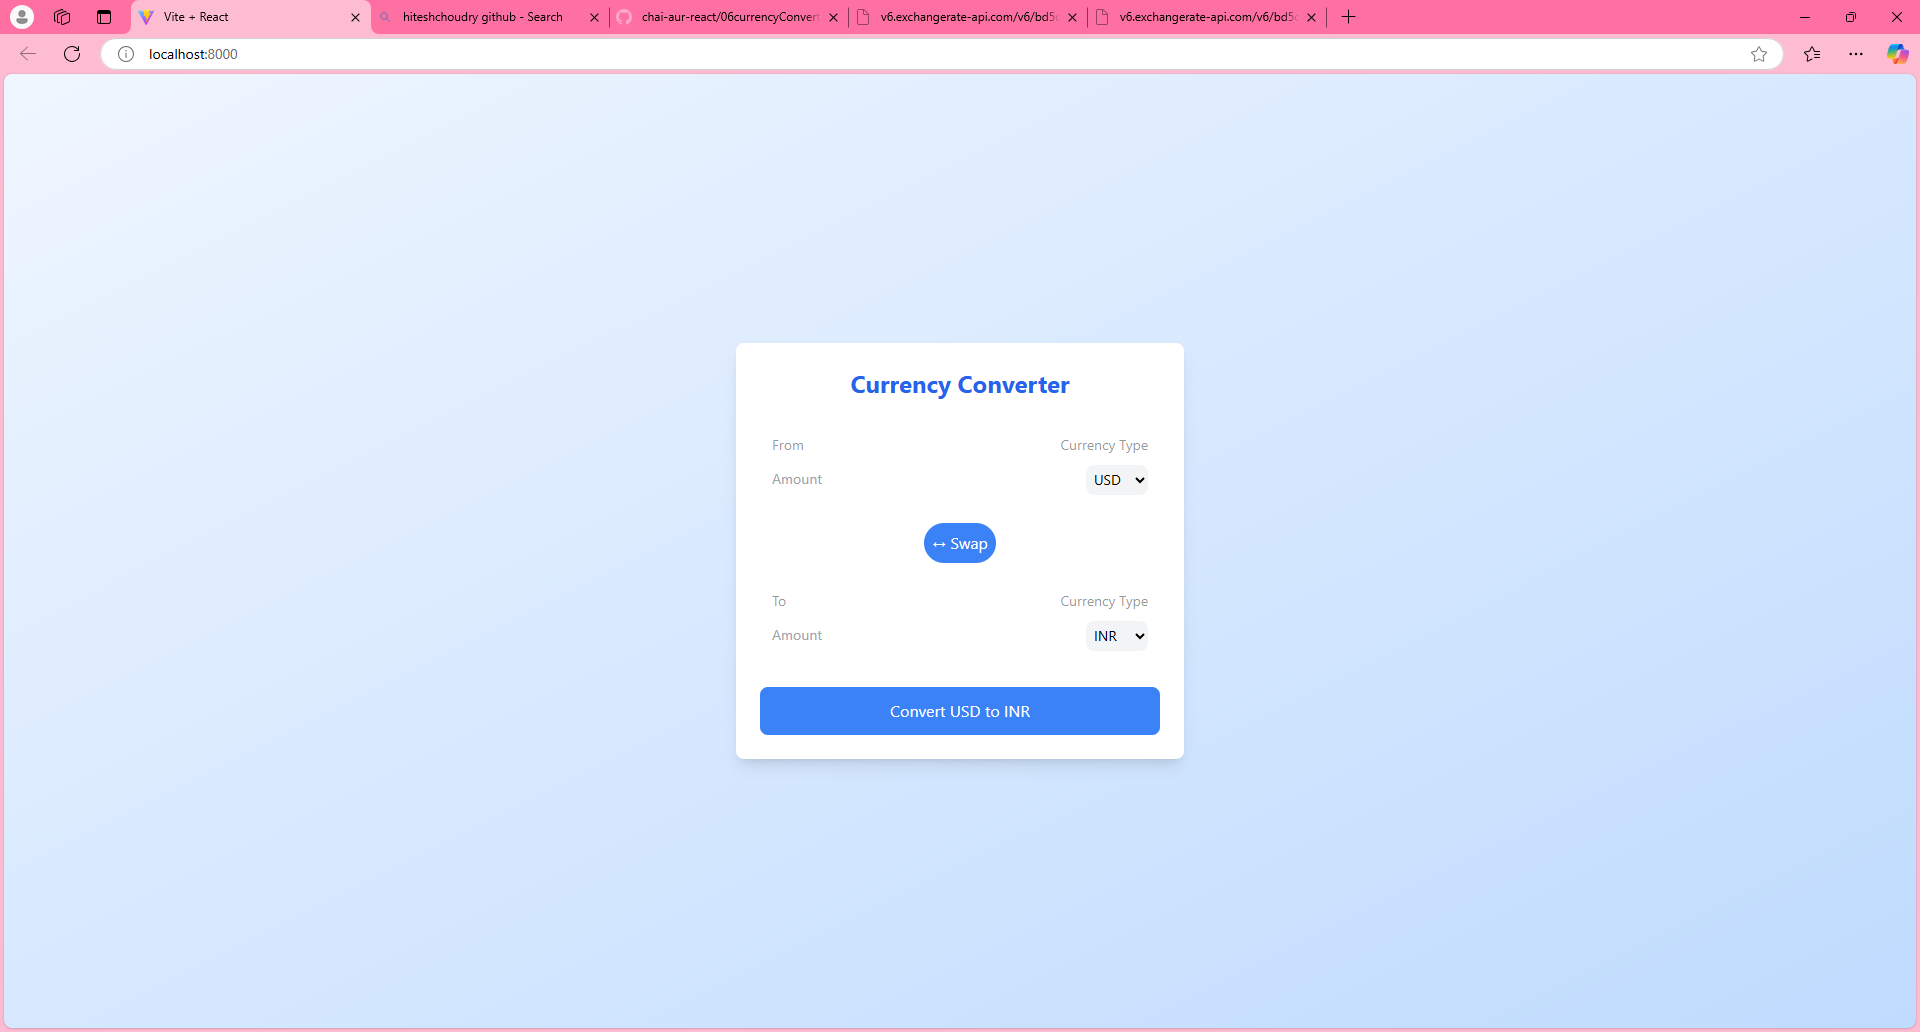 Vite + React
hiteshchoudry github - Search
chai-aur-react/06currencyConvert
v6.exchangerate-api.com/v6/bd5c
v6.exchangerate-api.com/v6/bd5c
localhost:8000
Currency Converter
From Currency Type
Amount USD
↔ Swap
To Currency Type
Amount INR
Convert USD to INR